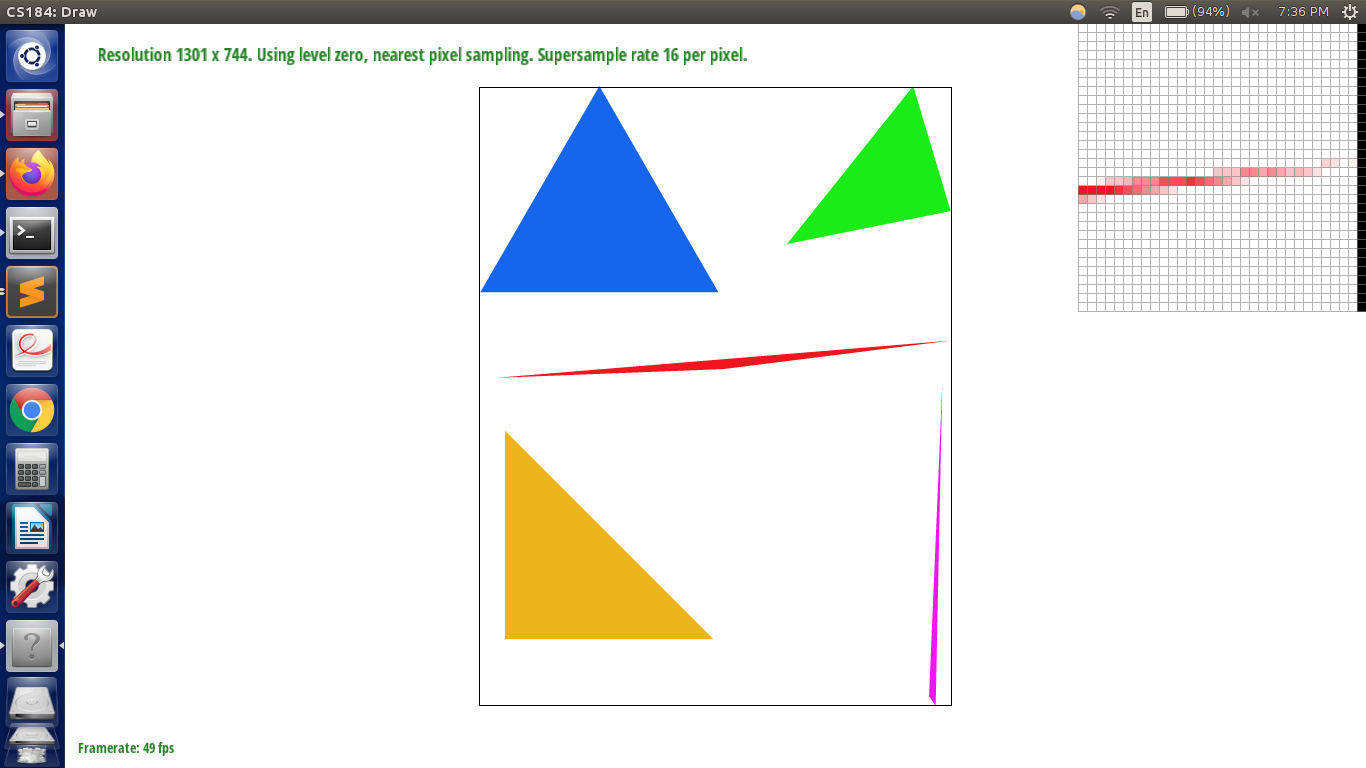 CS184: Draw
En
(94%)
7:36 PM
Resolution 1301 x 744. Using level zero, nearest pixel sampling. Supersample rate 16 per pixel.
>_
?
Framerate: 49 fps